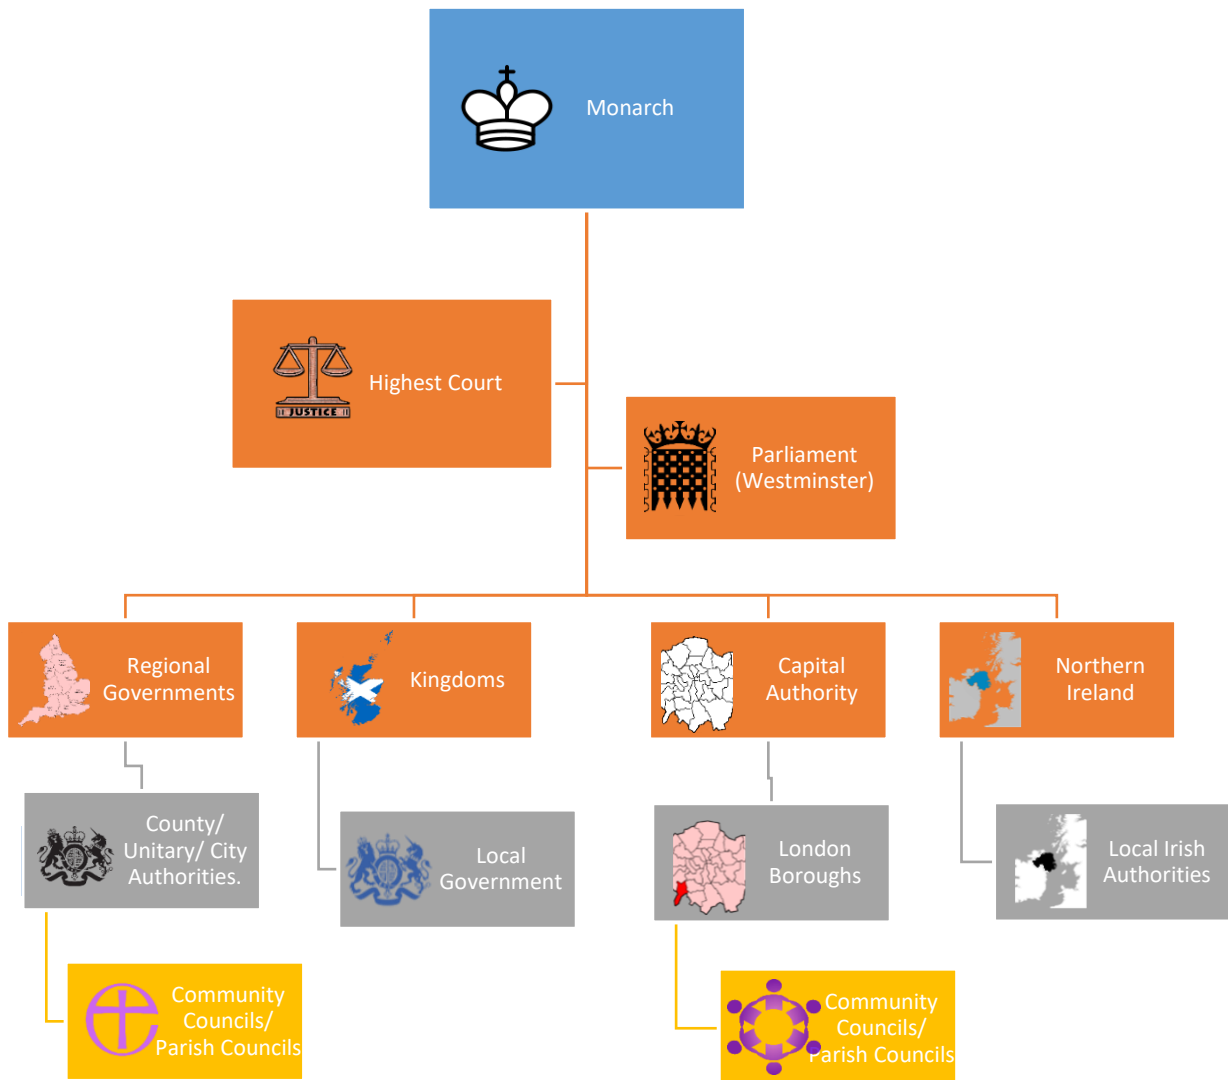 Monarch
Highest Court
JUSTICE
Parliament
(Westminster)
Regional
Governments
Kingdoms
Capital
Authority
Northern
Ireland
County/
Unitary/ City
Authorities.
Local
Government
London
Boroughs
Local Irish
Authorities
Community
Councils/
Parish Councils
Community
Councils/
Parish Councils